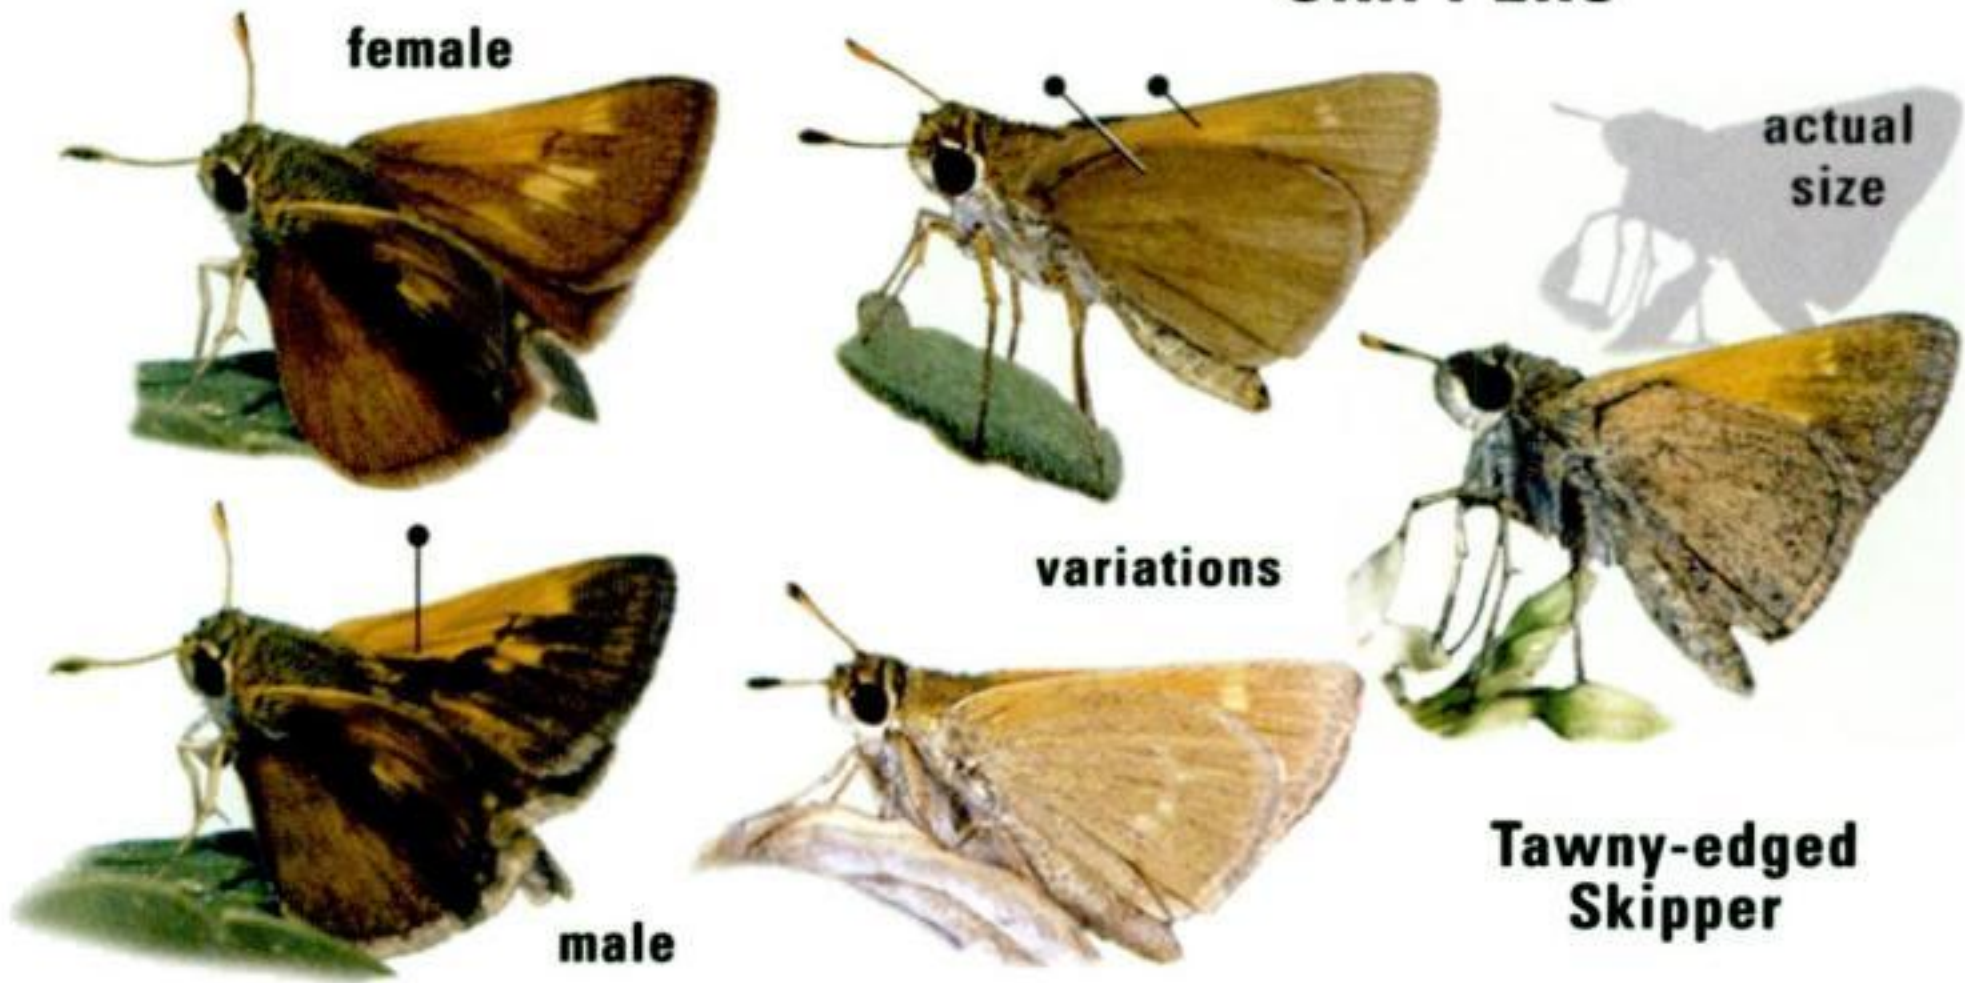 female
actual
size
variations
male
Tawny-edged
Skipper